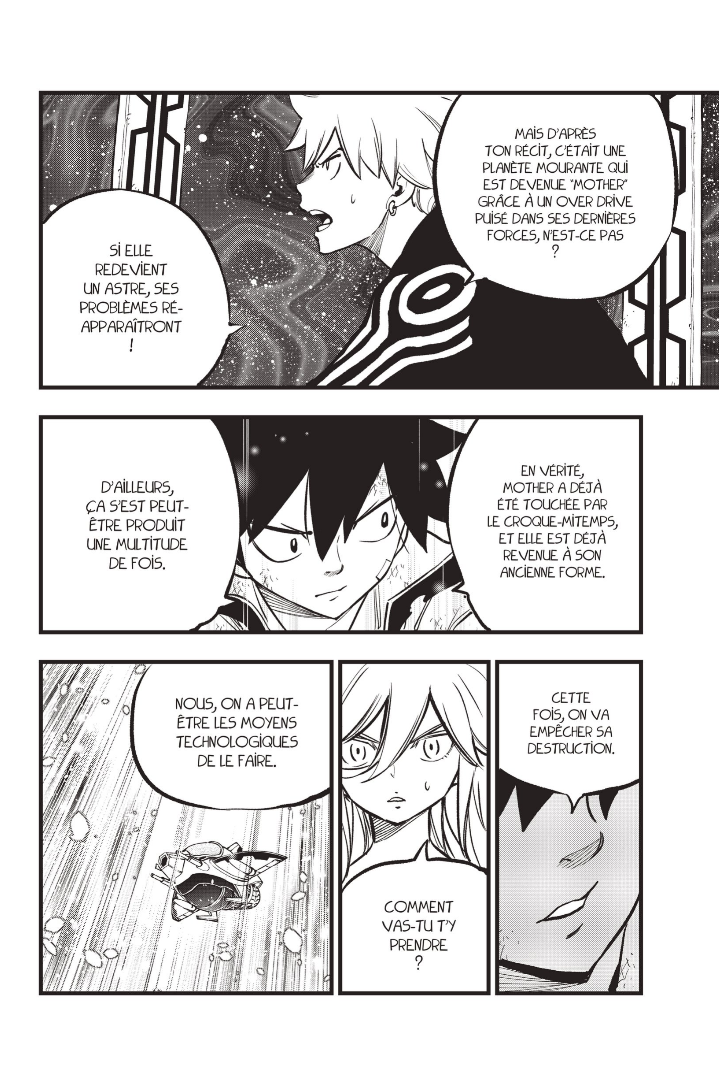 MAIS D'APRÈS
TON RÉCIT, C'ÉTAIT UNE
PLANÈTE MOURANTE QUI
EST DEVENUE "MOTHER"
GRÂCE À UN OVER DRIVE
PUISÉ DANS SES DERNIÈRES
FORCES, N'EST-CE PAS
?
SI ELLE
REDEVIENT
UN ASTRE, SES
PROBLÈMES RÉ-
APPARAÎTRONT
!
EN VÉRITÉ,
MOTHER A DÉJÀ
ÉTÉ TOUCHÉE PAR
LE CROQUE-MITEMPS,
ET ELLE EST DÉJÀ
REVENUE À SON
ANCIENNE FORME.
D'AILLEURS,
ÇA S'EST PEUT-
ÊTRE PRODUIT
UNE MULTITUDE
DE FOIS.
CETTE
FOIS, ON VA
EMPÊCHER SA
DESTRUCTION.
COMMENT
VAS-TU T'Y
PRENDRE
?
NOUS, ON A PEUT-
ÊTRE LES MOYENS
TECHNOLOGIQUES
DE LE FAIRE.